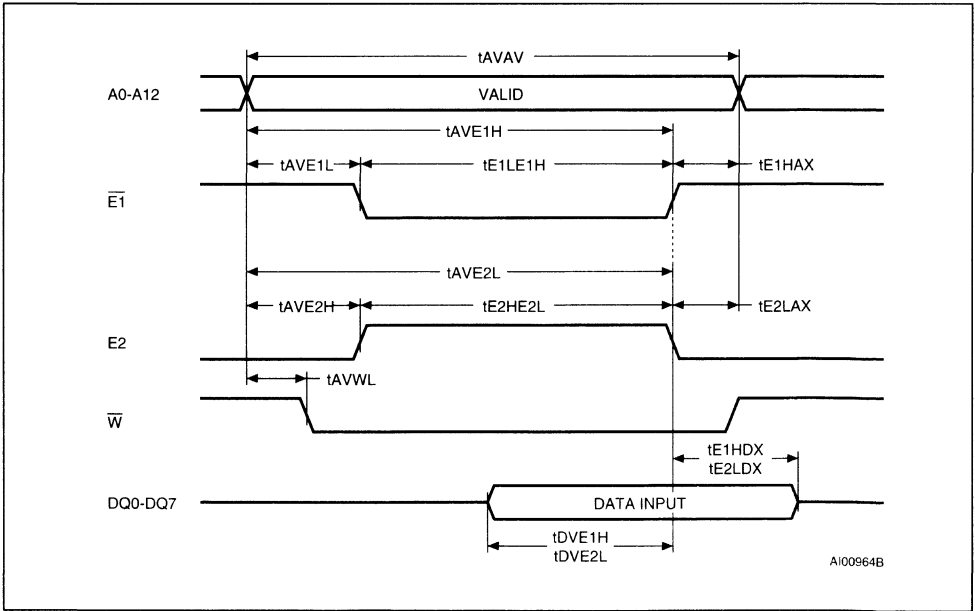 tAVAV
A0-A12
VALID
tAVE1H
tAVE1L
tE1LE1H
tE1HAX
E1
tAVE2L
tAVE2H
tE2HE2L
tE2LAX
E2
tAVWL
W
tE1HDX
tE2LDX
DQ0-DQ7
DATA INPUT
tDVE1H
tDVE2L
AI00964B